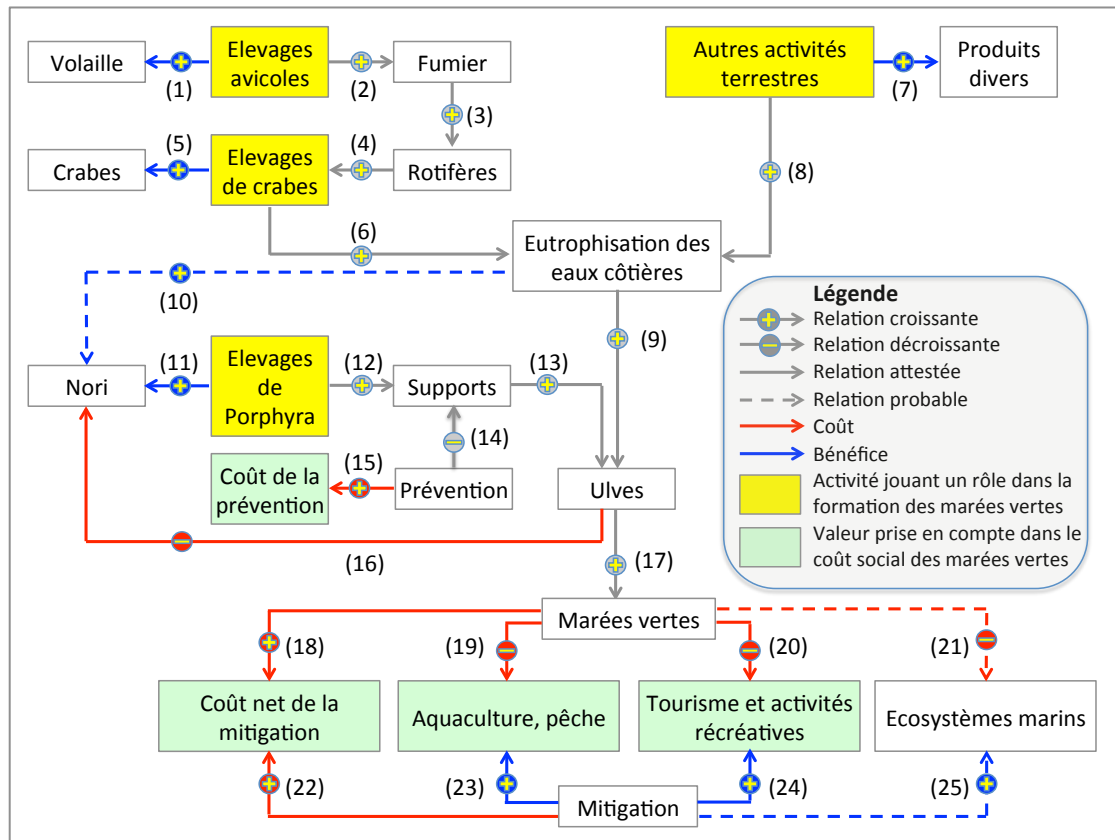 Volaille
Elevages
avicoles
Fumier
Autres activités
terrestres
Produits
divers
(1)
(2)
(7)
(3)
(5)
(4)
Crabes
Elevages
de crabes
Rotifères
(8)
(6)
Eutrophisation des
eaux côtières
(10)
(9)
Nori
(11)
Elevages
de
Porphyra
(12)
Supports
(13)
(14)
Coût de la
prévention
(15)
Prévention
Ulves
(16)
(17)
Légende
Relation croissante
Relation décroissante
Relation attestée
Relation probable
Coût
Bénéfice
Activité jouant un rôle dans la
formation des marées vertes
Valeur prise en compte dans le
coût social des marées vertes
Marées vertes
(18)
(19)
(20)
(21)
Coût net de la
mitigation
Aquaculture, pêche
Tourisme et activités
récréatives
Ecosystèmes marins
(22)
(23)
(24)
(25)
Mitigation